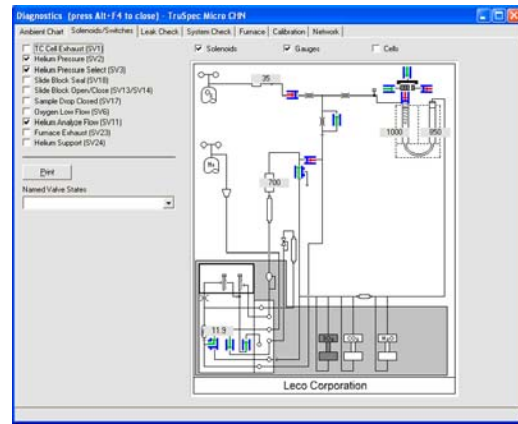 Diagnostics (press Alt+F4 to close) - TruSpec Micro CHN
Ambient Chart Solenoids/Switches Leak Check System Check Furnace Calibration Network
TC Cell Exhaust (SV1)
Helium Pressure (SV2)
Helium Pressure Select (SV3)
Slide Block Seal (SV18)
Slide Block Open/Close (SV13/SV14)
Sample Drop Closed (SV17)
Oxygen Low Flow (SV6)
Helium Analyze Flow (SV11)
Furnace Exhaust (SV23)
Helium Support (SV24)
Print
Named Valve States
Solenoids Gauges Cells
35
O₂
1000 850
He
700
11.9
CO₂ H₂O
Leco Corporation